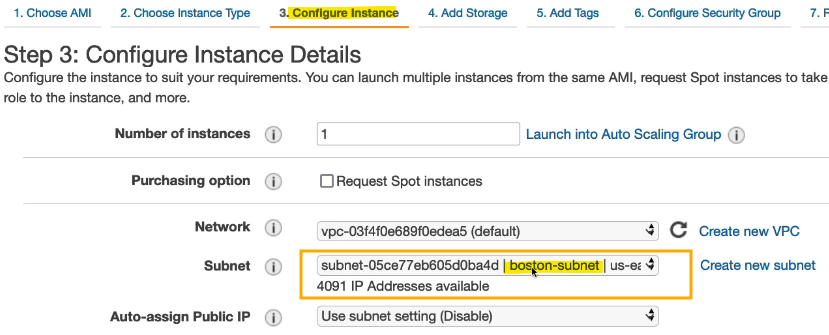 1. Choose AMI 2. Choose Instance Type 3. Configure Instance 4. Add Storage 5. Add Tags 6. Configure Security Group 7.
Step 3: Configure Instance Details
Configure the instance to suit your requirements. You can launch multiple instances from the same AMI, request Spot instances to take
role to the instance, and more.
Number of instances 1 Launch into Auto Scaling Group
Purchasing option Request Spot instances
Network vpc-03f4f0e689f0edea5 (default) Create new VPC
Subnet subnet-05ce77eb605d0ba4d | boston-subnet | us-ea Create new subnet
4091 IP Addresses available
Auto-assign Public IP Use subnet setting (Disable)